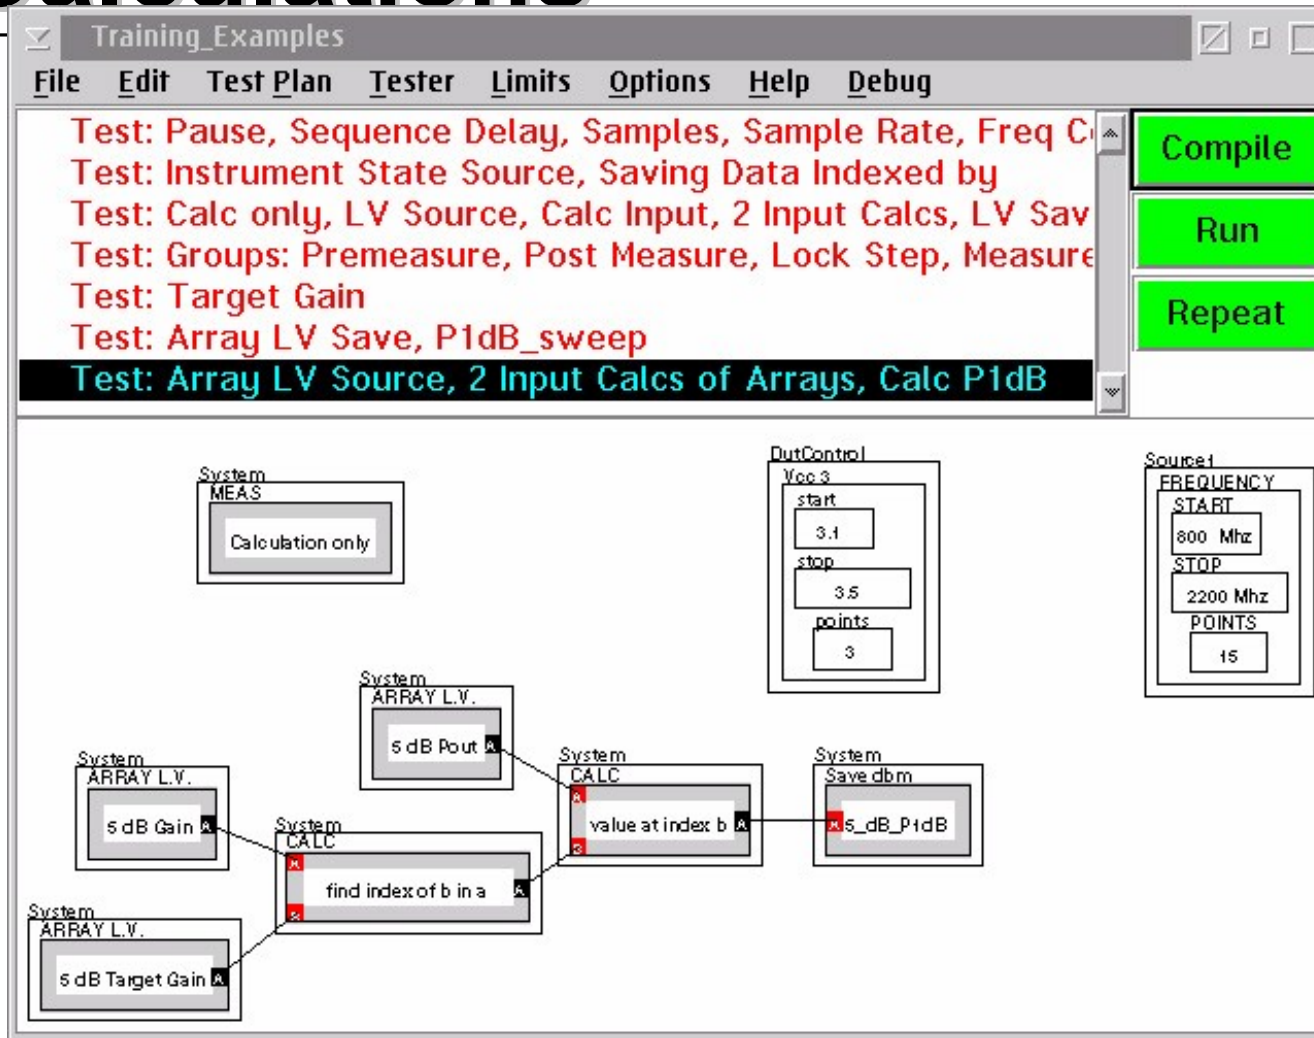 Calculations
Training_Examples
File Edit Test Plan Tester Limits Options Help Debug
Test: Pause, Sequence Delay, Samples, Sample Rate, Freq
Test: Instrument State Source, Saving Data Indexed by
Test: Calc only, LV Source, Calc Input, 2 Input Calcs, LV Sav
Test: Groups: Premeasure, Post Measure, Lock Step, Measure
Test: Target Gain
Test: Array LV Save, P1dB_sweep
Test: Array LV Source, 2 Input Calcs of Arrays, Calc P1dB
Compile
Run
Repeat
System
MEAS
Calculation only
DutControl
Vcc 3
start
3.1
stop
3.5
points
3
Source1
FREQUENCY
START
800 Mhz
STOP
2200 Mhz
POINTS
15
System
ARRAY L.V.
5 dB Pout A
System
ARRAY L.V.
5 dB Gain A
System
CALC
A
find index of b in a A
B
System
CALC
A
value at index b A
B
System
Save dbm
A 5_dB_P1dB
System
ARRAY L.V.
5 dB Target Gain A